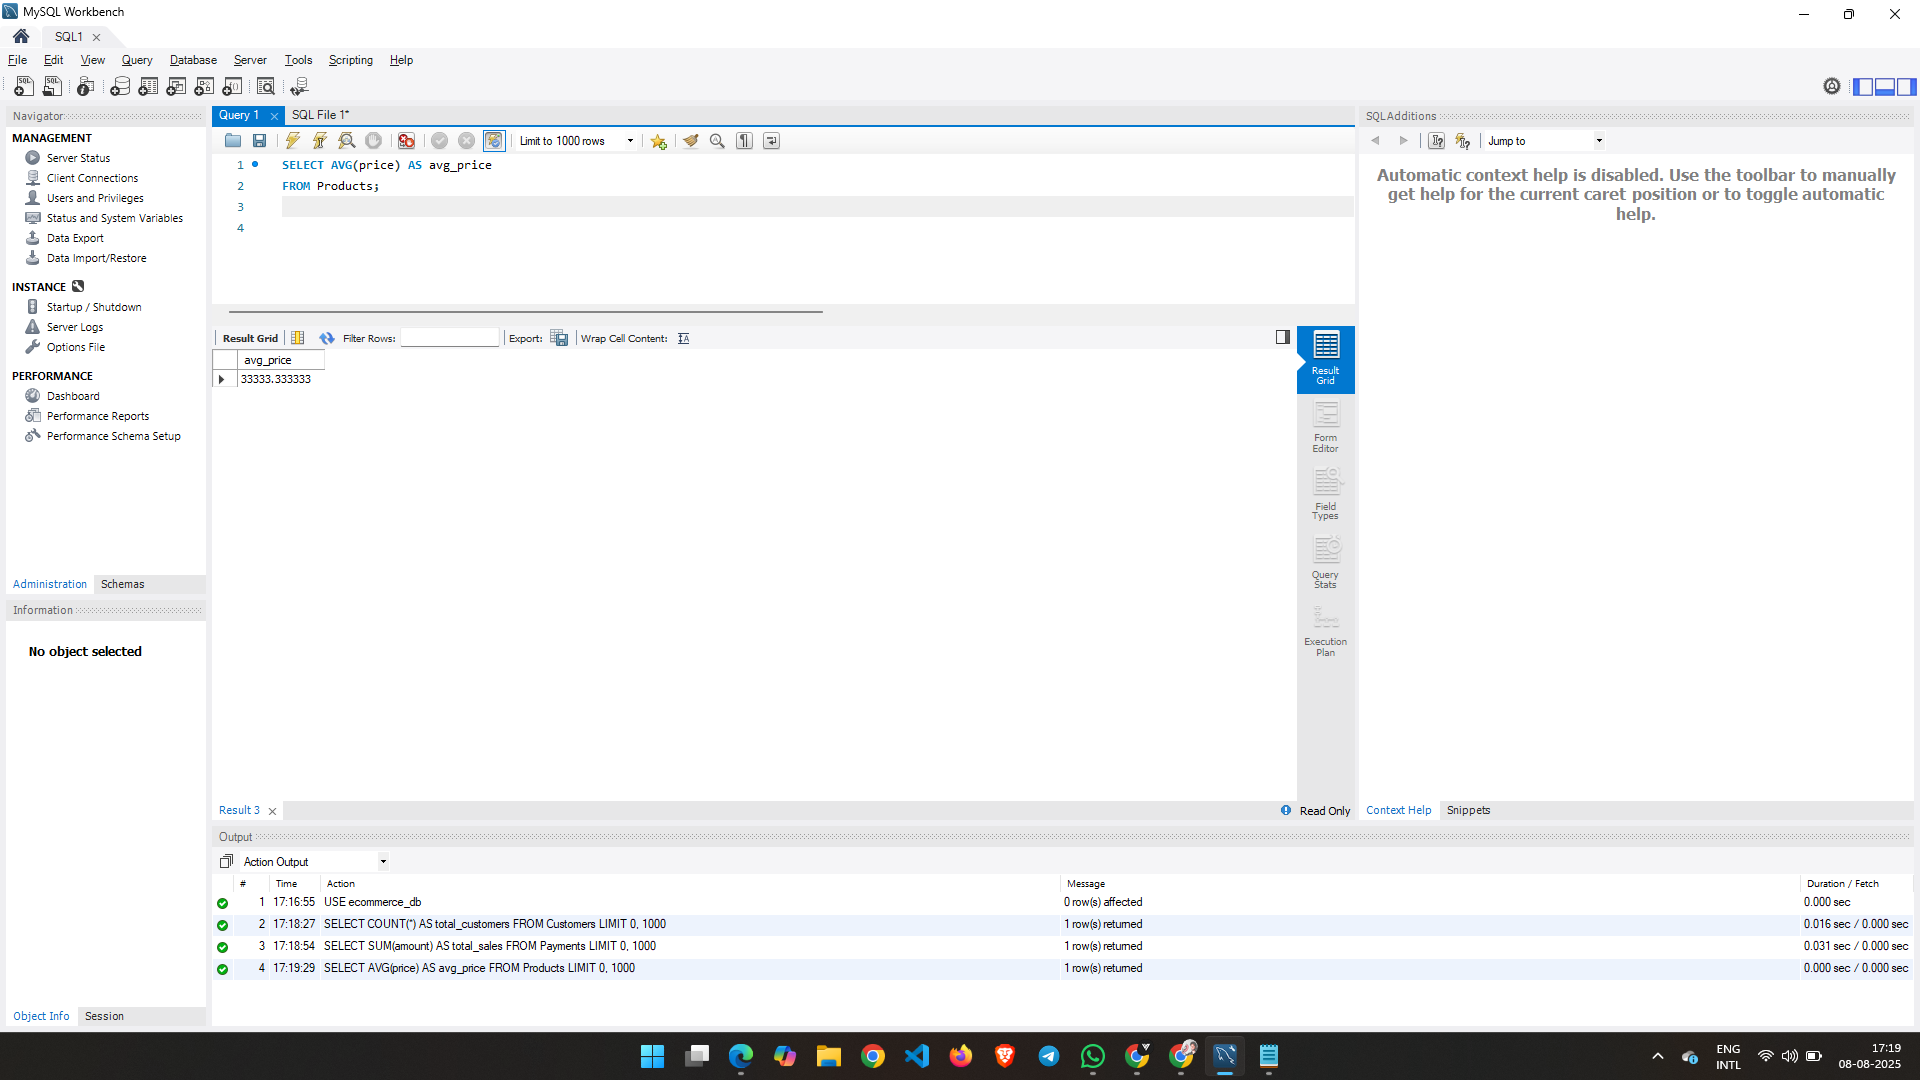 MySQL Workbench
SQL1
File Edit View Query Database Server Tools Scripting Help
Navigator
MANAGEMENT
Server Status
Client Connections
Users and Privileges
Status and System Variables
Data Export
Data Import/Restore
INSTANCE
Startup / Shutdown
Server Logs
Options File
PERFORMANCE
Dashboard
Performance Reports
Performance Schema Setup
Administration Schemas
Information
No object selected
Object Info Session
Query 1 SQL File 1*
Limit to 1000 rows
1 SELECT AVG(price) AS avg_price
2 FROM Products;
3
4
Result Grid Filter Rows: Export: Wrap Cell Content:
avg_price
33333.333333
Result Grid
Form Editor
Field Types
Query Stats
Execution Plan
Result 3 Read Only
SQLAdditions
Jump to
Automatic context help is disabled. Use the toolbar to manually
get help for the current caret position or to toggle automatic
help.
Context Help Snippets
Output
Action Output
# Time Action Message Duration / Fetch
1 17:16:55 USE ecommerce_db 0 row(s) affected 0.000 sec
2 17:18:27 SELECT COUNT(*) AS total_customers FROM Customers LIMIT 0, 1000 1 row(s) returned 0.016 sec / 0.000 sec
3 17:18:54 SELECT SUM(amount) AS total_sales FROM Payments LIMIT 0, 1000 1 row(s) returned 0.031 sec / 0.000 sec
4 17:19:29 SELECT AVG(price) AS avg_price FROM Products LIMIT 0, 1000 1 row(s) returned 0.000 sec / 0.000 sec
ENG
INTL
17:19
08-08-2025